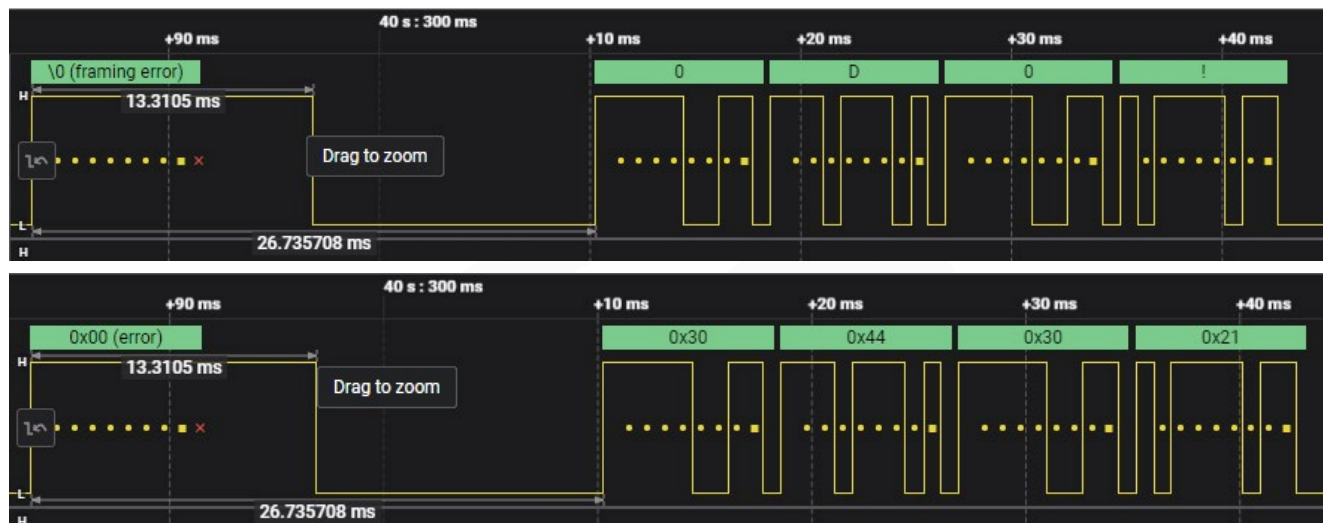 40 s : 300 ms
+90 ms +10 ms +20 ms +30 ms +40 ms
\0 (framing error) 0 D 0 !
H
13.3105 ms
Drag to zoom
L
26.735708 ms
H
40 s : 300 ms
+90 ms +10 ms +20 ms +30 ms +40 ms
0x00 (error) 0x30 0x44 0x30 0x21
H
13.3105 ms
Drag to zoom
L
26.735708 ms
H